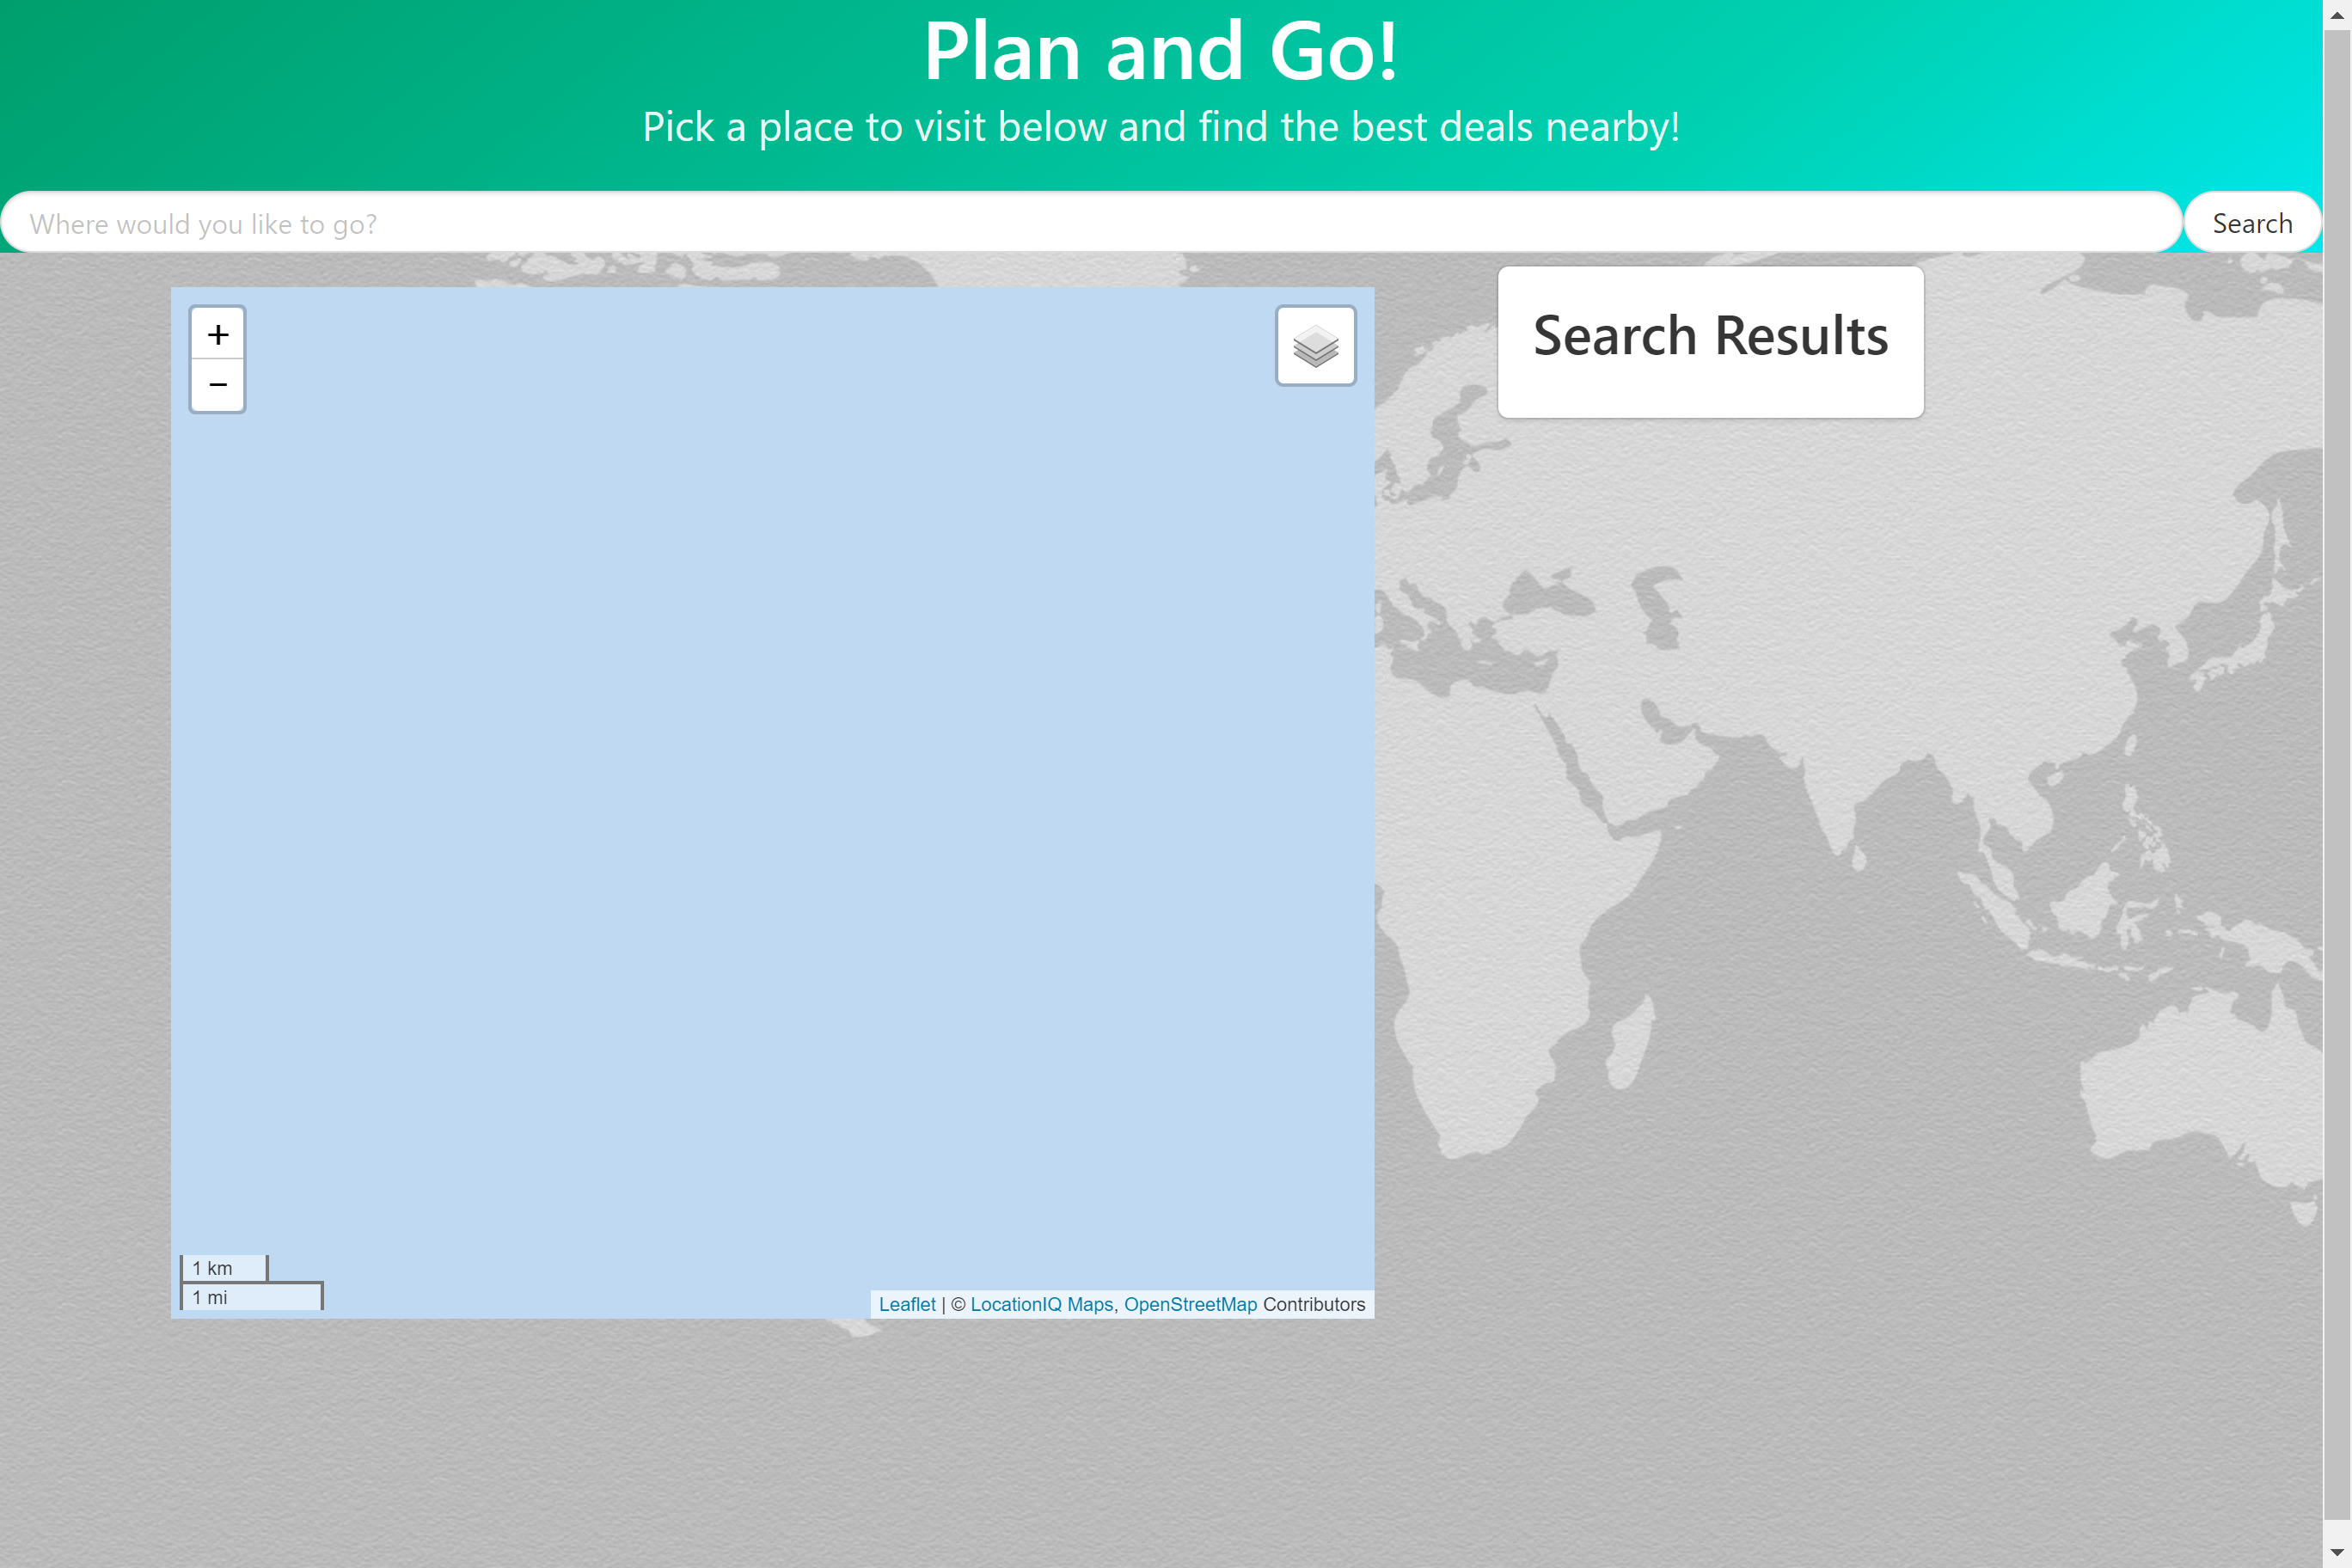 Plan and Go!
Pick a place to visit below and find the best deals nearby!
Where would you like to go?
Search
+
−
Search Results
1 km
1 mi
Leaflet | © LocationIQ Maps, OpenStreetMap Contributors